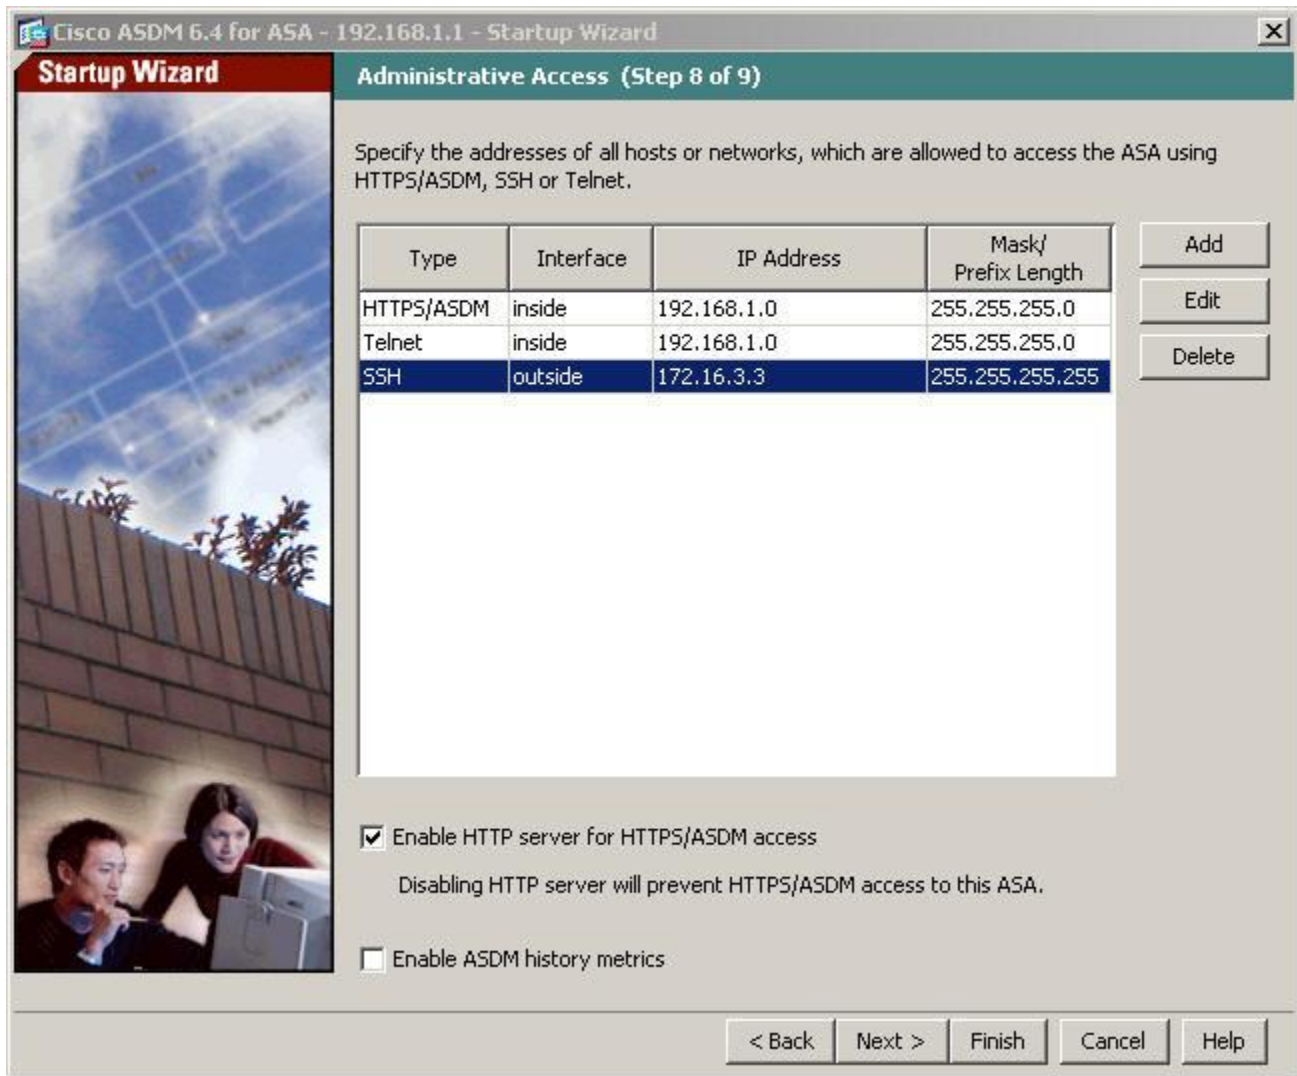 Cisco ASDM 6.4 for ASA - 192.168.1.1 - Startup Wizard
Startup Wizard
Administrative Access (Step 8 of 9)
Specify the addresses of all hosts or networks, which are allowed to access the ASA using
HTTPS/ASDM, SSH or Telnet.
Type Interface IP Address Mask/
Prefix Length
HTTPS/ASDM inside 192.168.1.0 255.255.255.0
Telnet inside 192.168.1.0 255.255.255.0
SSH outside 172.16.3.3 255.255.255.255
Add
Edit
Delete
Enable HTTP server for HTTPS/ASDM access
Disabling HTTP server will prevent HTTPS/ASDM access to this ASA.
Enable ASDM history metrics
< Back Next > Finish Cancel Help